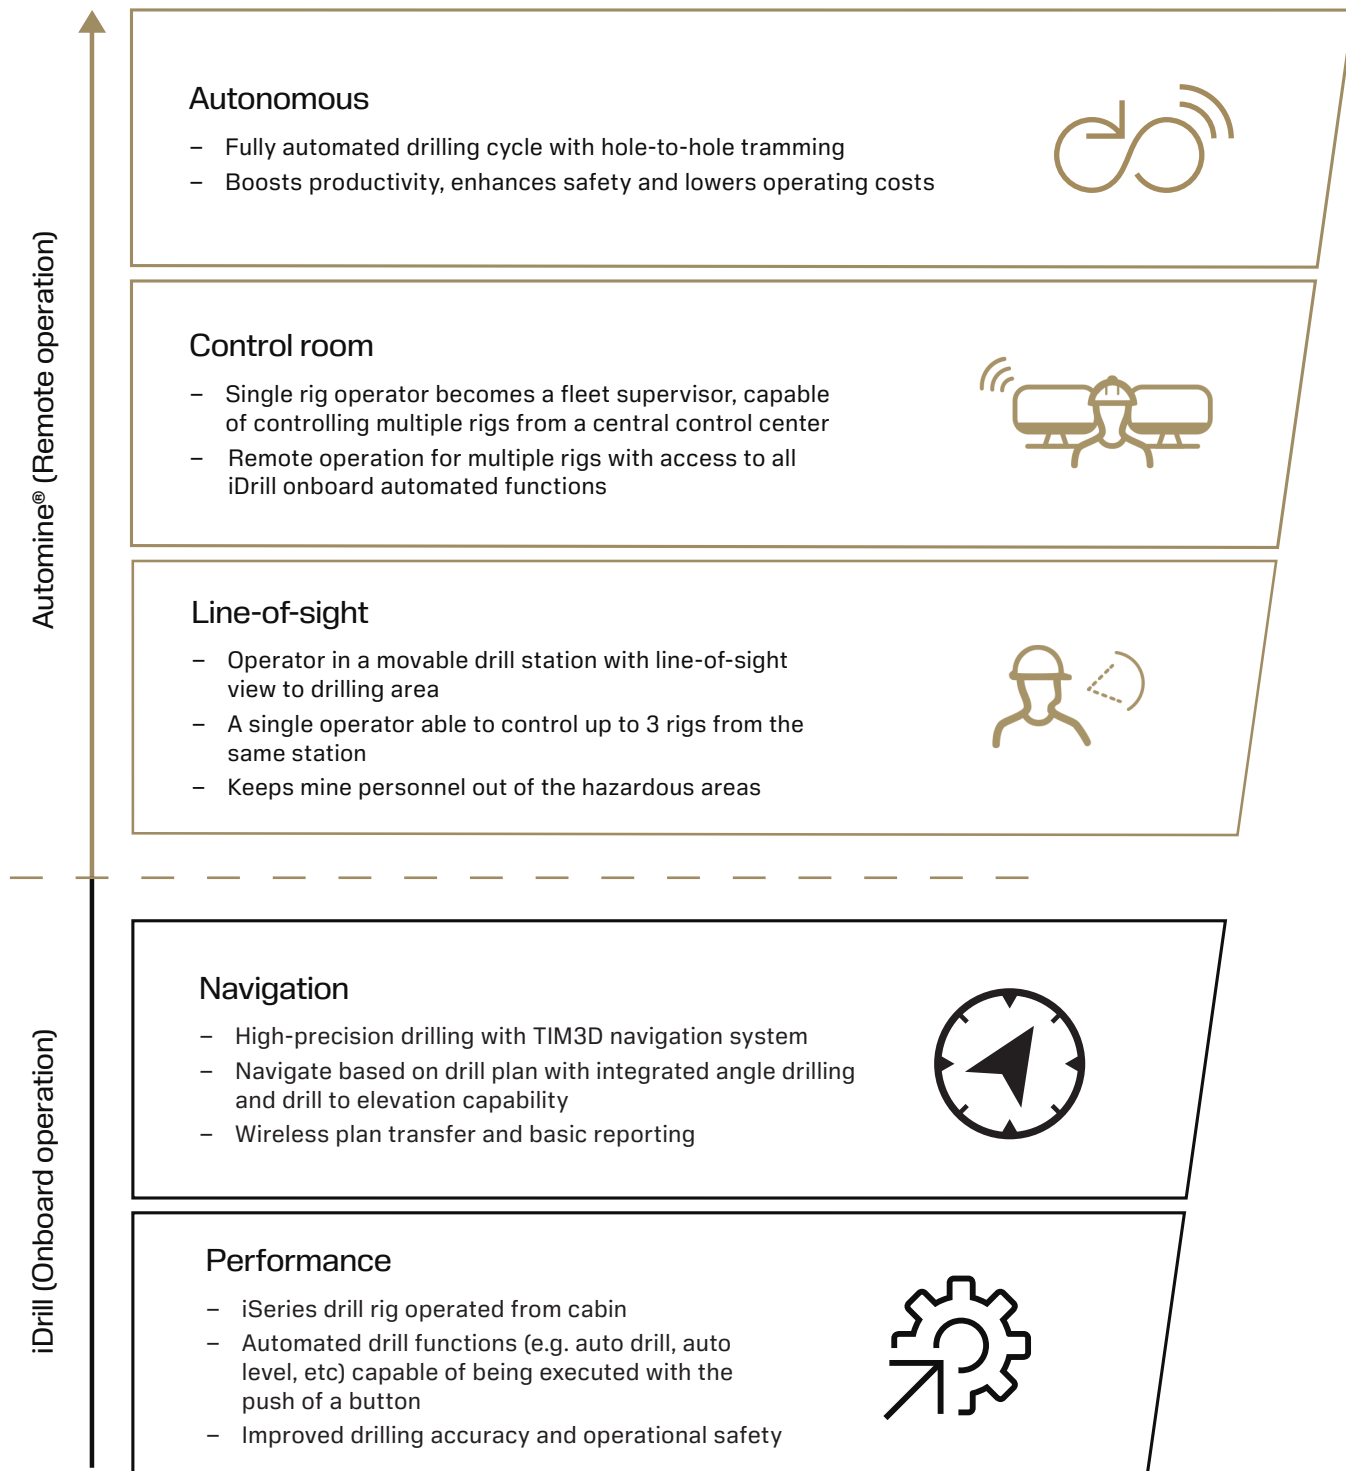 Automine® (Remote operation)
Autonomous
– Fully automated drilling cycle with hole-to-hole tramming
– Boosts productivity, enhances safety and lowers operating costs
Control room
– Single rig operator becomes a fleet supervisor, capable
of controlling multiple rigs from a central control center
– Remote operation for multiple rigs with access to all
iDrill onboard automated functions
Line-of-sight
– Operator in a movable drill station with line-of-sight
view to drilling area
– A single operator able to control up to 3 rigs from the
same station
– Keeps mine personnel out of the hazardous areas
iDrill (Onboard operation)
Navigation
– High-precision drilling with TIM3D navigation system
– Navigate based on drill plan with integrated angle drilling
and drill to elevation capability
– Wireless plan transfer and basic reporting
Performance
– iSeries drill rig operated from cabin
– Automated drill functions (e.g. auto drill, auto
level, etc) capable of being executed with the
push of a button
– Improved drilling accuracy and operational safety